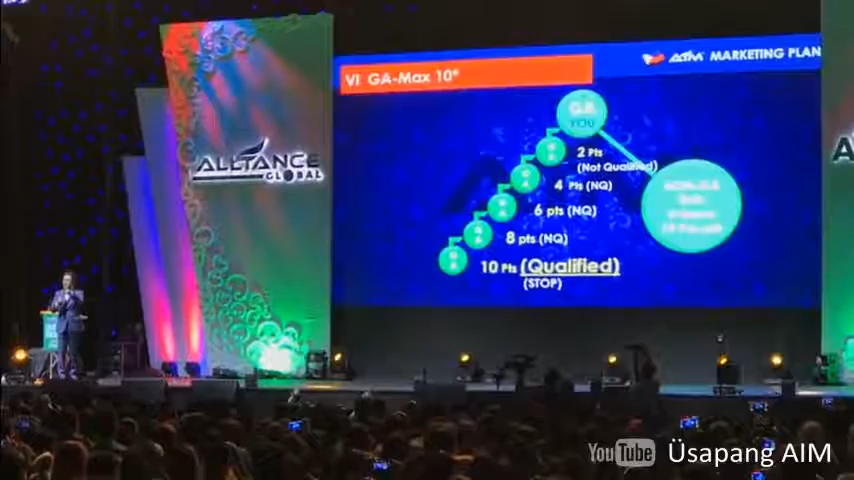 ALLTANCE
GLOBAL
VI GA-Max 10*
AIM MARKETING PLAN
YOU
2 Pts
(Not Qualified)
4 Pts (NQ)
6 pts (NQ)
8 pts (NQ)
10 Pts (Qualified)
(STOP)
A
YouTube Üsapang AIM